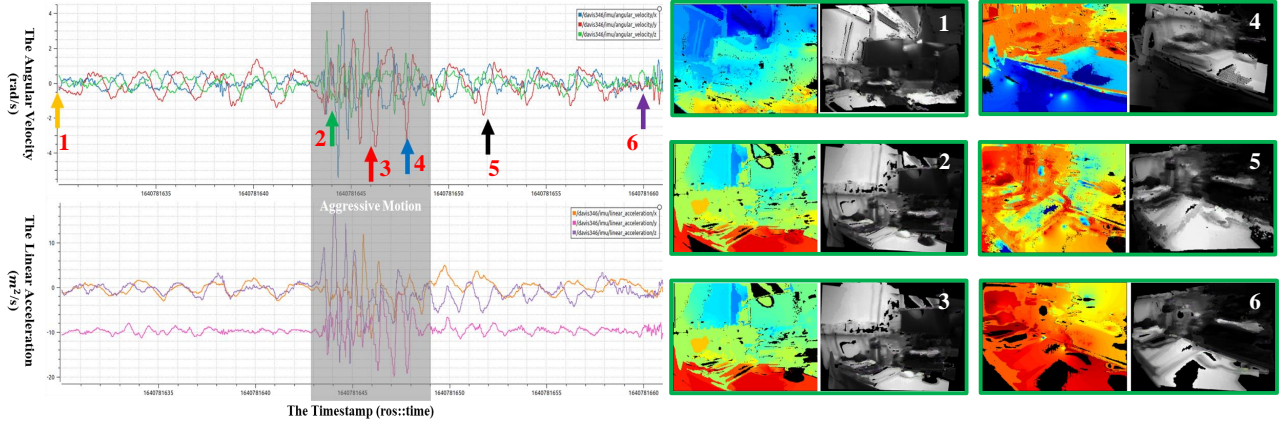 The Angular Velocity
(rad/s)
4
2
0
-2
-4
/davis346/imu/angular_velocity/x
/davis346/imu/angular_velocity/y
/davis346/imu/angular_velocity/z
1
2
3
4
5
6
1640781635
1640781640
1640781645
1640781650
1640781655
1640781660
Aggressive Motion
The Linear Acceleration
(m²/s)
10
0
-10
-20
/davis346/imu/linear_acceleration/x
/davis346/imu/linear_acceleration/y
/davis346/imu/linear_acceleration/z
1640781635
1640781640
1640781645
1640781650
1640781655
1640781660
The Timestamp (ros::time)
1
2
3
4
5
6